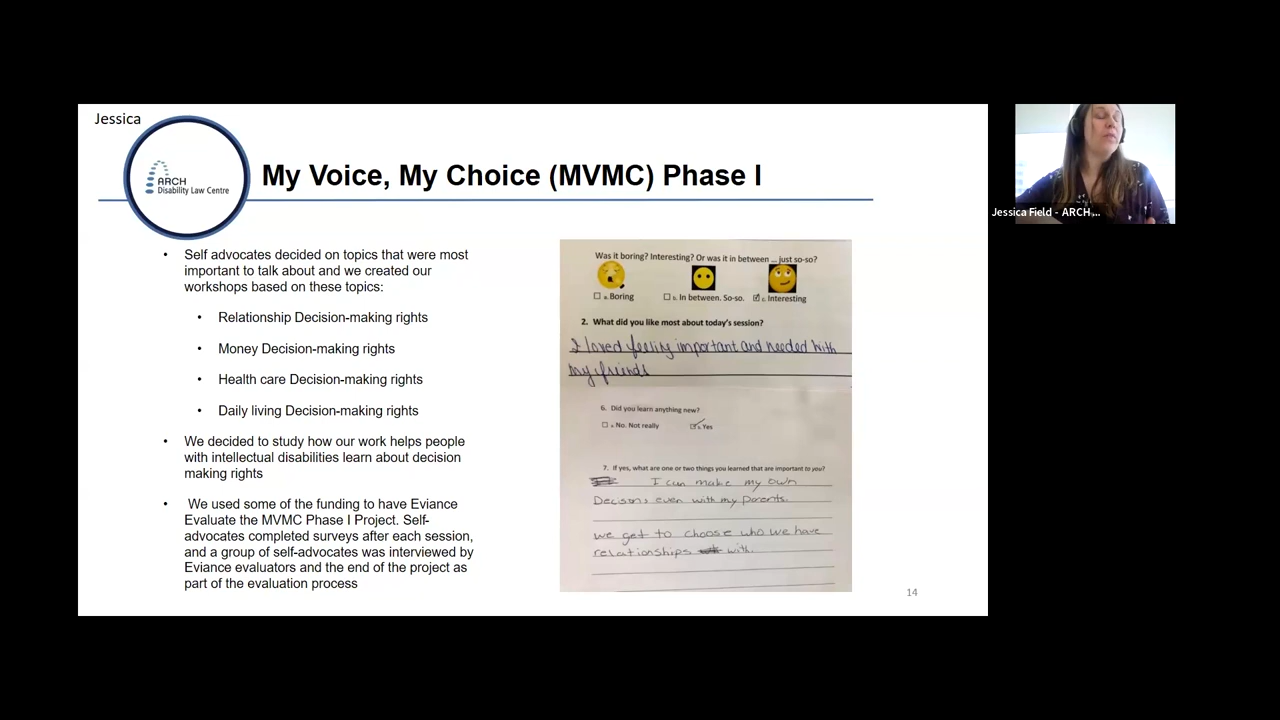 Jessica
ARCH
Disability Law Centre
My Voice, My Choice (MVMC) Phase I
• Self advocates decided on topics that were most
important to talk about and we created our
workshops based on these topics:
• Relationship Decision-making rights
• Money Decision-making rights
• Health care Decision-making rights
• Daily living Decision-making rights
• We decided to study how our work helps people
with intellectual disabilities learn about decision
making rights
• We used some of the funding to have Eviance
Evaluate the MVMC Phase I Project. Self-
advocates completed surveys after each session,
and a group of self-advocates was interviewed by
Eviance evaluators and the end of the project as
part of the evaluation process
Was it boring? Interesting? Or was it in between ... just so-so?
☐ a. Boring ☐ b. In between. So-so. ☑ c. Interesting
2. What did you like most about today's session?
I loved feeling important and needed with
my friends
6. Did you learn anything new?
☐ a. No. Not really ☑ b. Yes
7. If yes, what are one or two things you learned that are important to you?
I can make my own
Decisions even with my parents.
we get to choose who we have
relationships with.
14
Jessica Field - ARCH ...